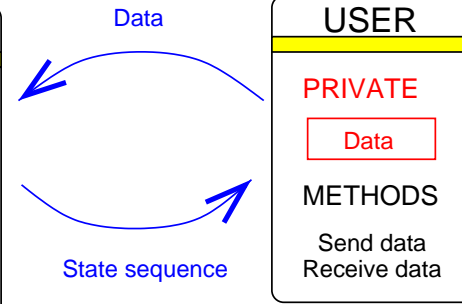 Data
State sequence
USER
PRIVATE
Data
METHODS
Send data
Receive data